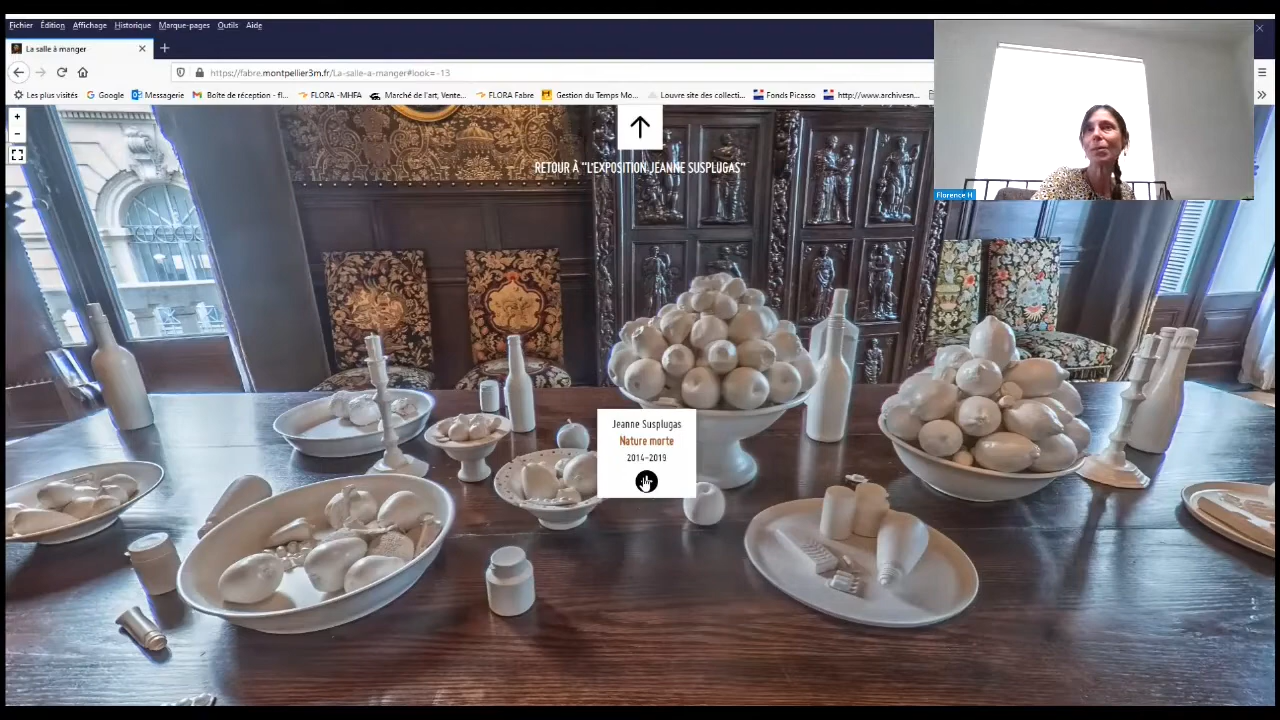 Fichier Édition Affichage Historique Marque-pages Outils Aide
La salle à manger
https://fabre.montpellier3m.fr/La-salle-a-manger#look=-13
Les plus visités Google Messagerie Boîte de réception - fl... FLORA -MHFA Marché de l'art, Vente... FLORA Fabre Gestion du Temps Mo... Louvre site des collecti... Fonds Picasso http://www.archivesn...
RETOUR À "L'EXPOSITION JEANNE SUSPLUGAS"
Florence H
Jeanne Susplugas
Nature morte
2014-2019